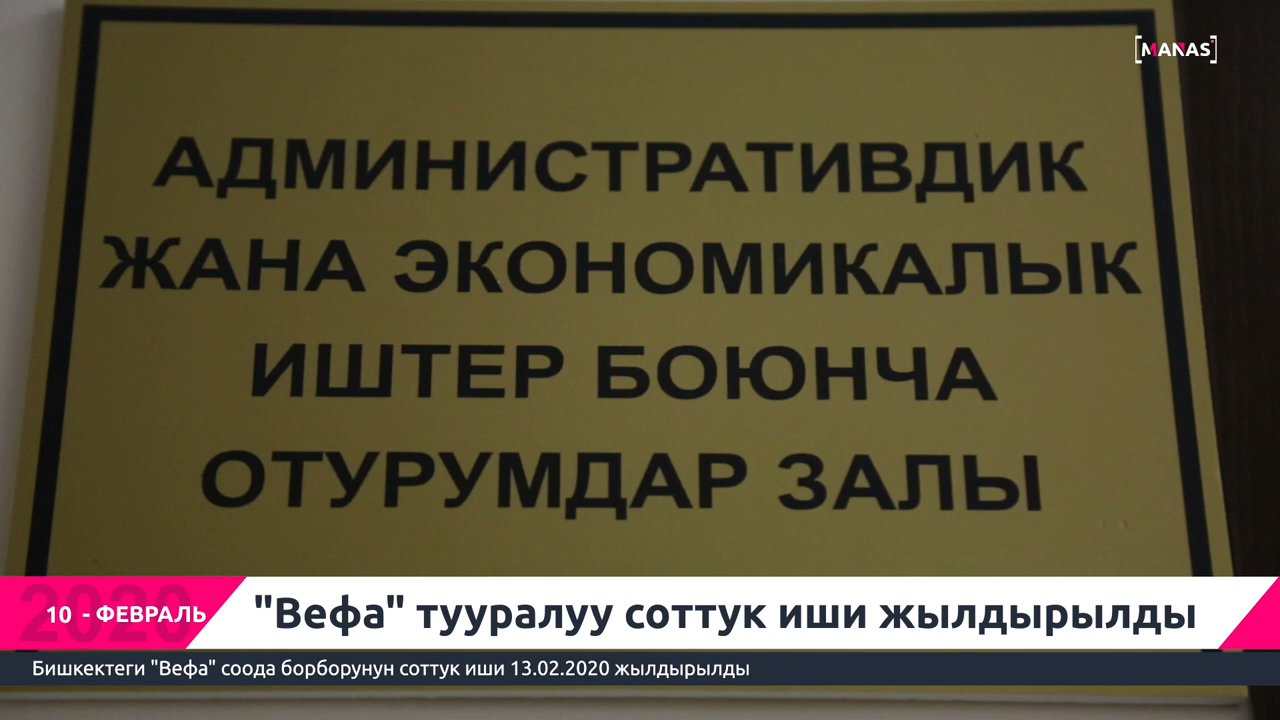 [MANAS]
АДМИНИСТРАТИВДИК
ЖАНА ЭКОНОМИКАЛЫК
ИШТЕР БОЮНЧА
ОТУРУМДАР ЗАЛЫ
2020
10 - ФЕВРАЛЬ
"Вефа" тууралуу соттук иши жылдырылды
Бишкектеги "Вефа" соода борборунун соттук иши 13.02.2020 жылдырылды